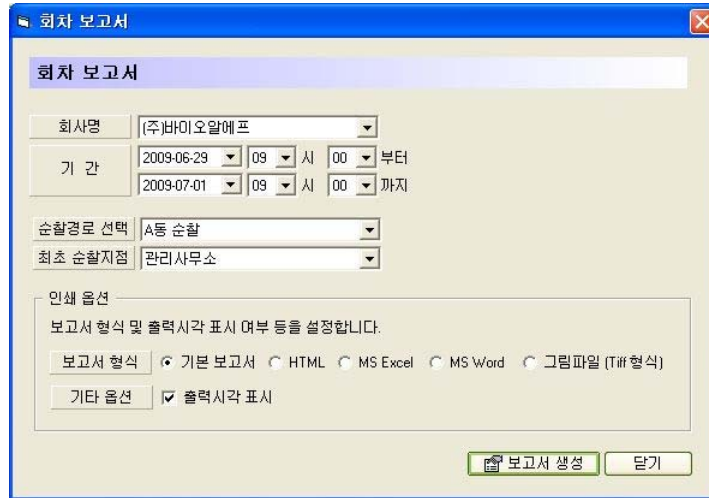 회차 보고서
회차 보고서
회사명 (주)바이오알에프
기 간 2009-06-29 09 시 00 부터
2009-07-01 09 시 00 까지
순찰경로 선택 A동 순찰
최초 순찰지점 관리사무소
인쇄 옵션
보고서 형식 및 출력시각 표시 여부 등을 설정합니다.
보고서 형식 기본 보고서 HTML MS Excel MS Word 그림파일 (Tiff 형식)
기타 옵션 출력시각 표시
보고서 생성 닫기